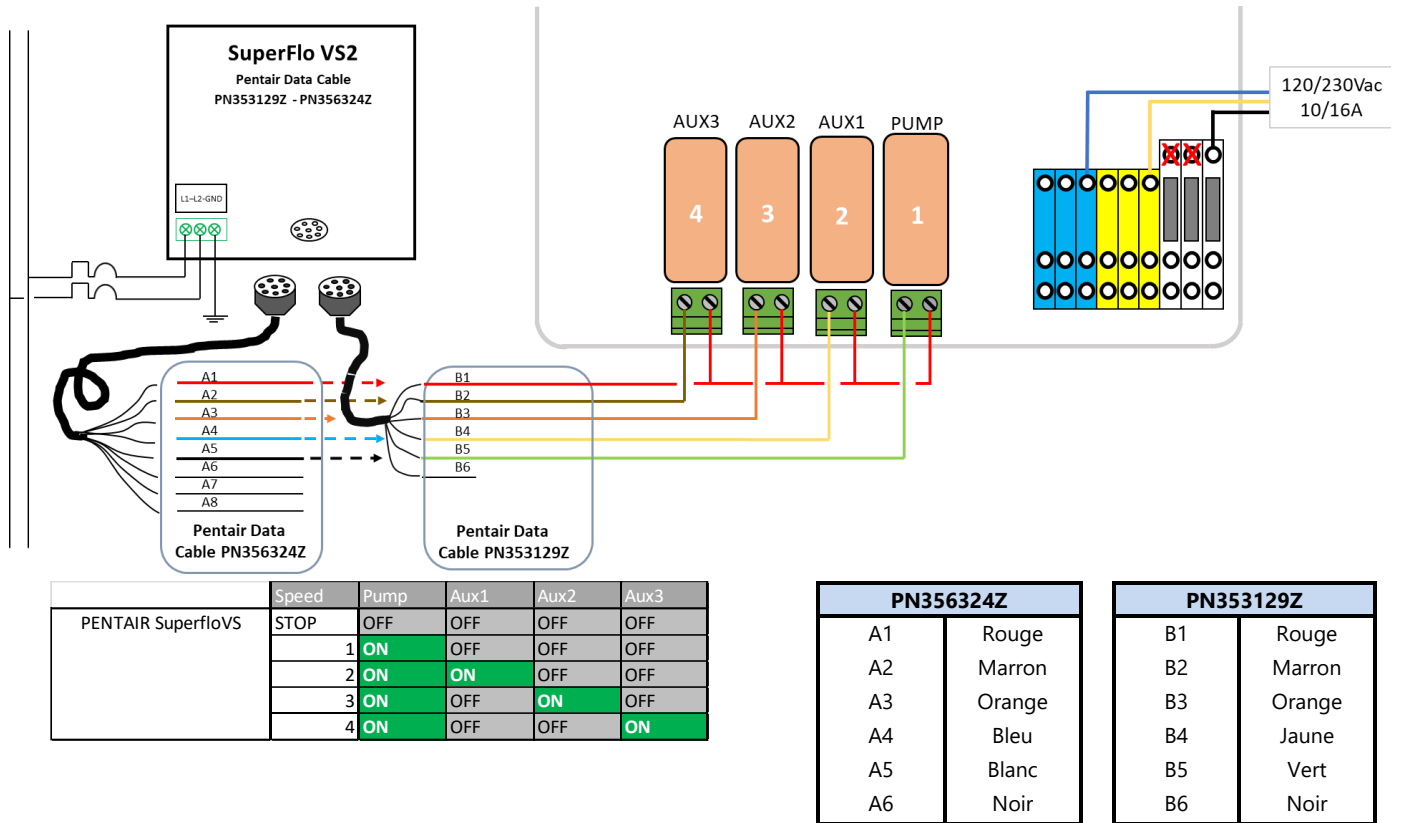 SuperFlo VS2
Pentair Data Cable
PN353129Z - PN356324Z
L1–L2-GND
120/230Vac
10/16A
AUX3 AUX2 AUX1 PUMP
4 3 2 1
A1
A2
A3
A4
A5
A6
A7
A8
Pentair Data
Cable PN356324Z
B1
B2
B3
B4
B5
B6
Pentair Data
Cable PN353129Z
Speed Pump Aux1 Aux2 Aux3
PENTAIR SuperfloVS STOP OFF OFF OFF OFF
1 ON OFF OFF OFF
2 ON ON OFF OFF
3 ON OFF ON OFF
4 ON OFF OFF ON
PN356324Z
A1 Rouge
A2 Marron
A3 Orange
A4 Bleu
A5 Blanc
A6 Noir
PN353129Z
B1 Rouge
B2 Marron
B3 Orange
B4 Jaune
B5 Vert
B6 Noir